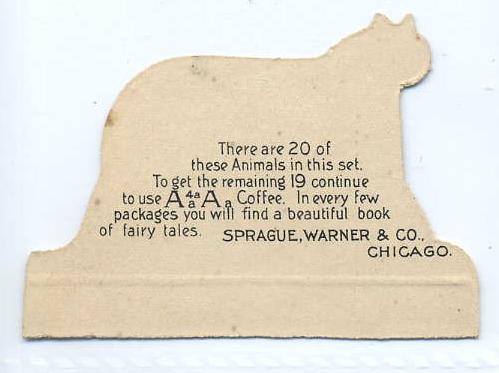 There are 20 of
these Animals in this set.
To get the remaining 19 continue
to use A 4a a A a Coffee. In every few
packages you will find a beautiful book
of fairy tales. SPRAGUE, WARNER & CO.,
CHICAGO.